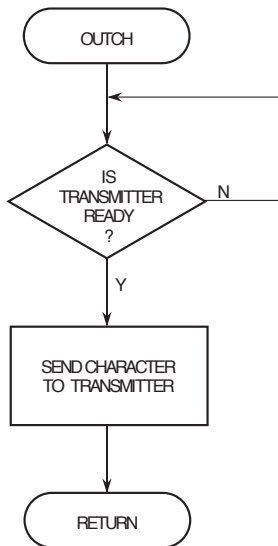 OUTCH
IS
TRANSMITTER
READY
?
N
Y
SEND CHARACTER
TO TRANSMITTER
RETURN